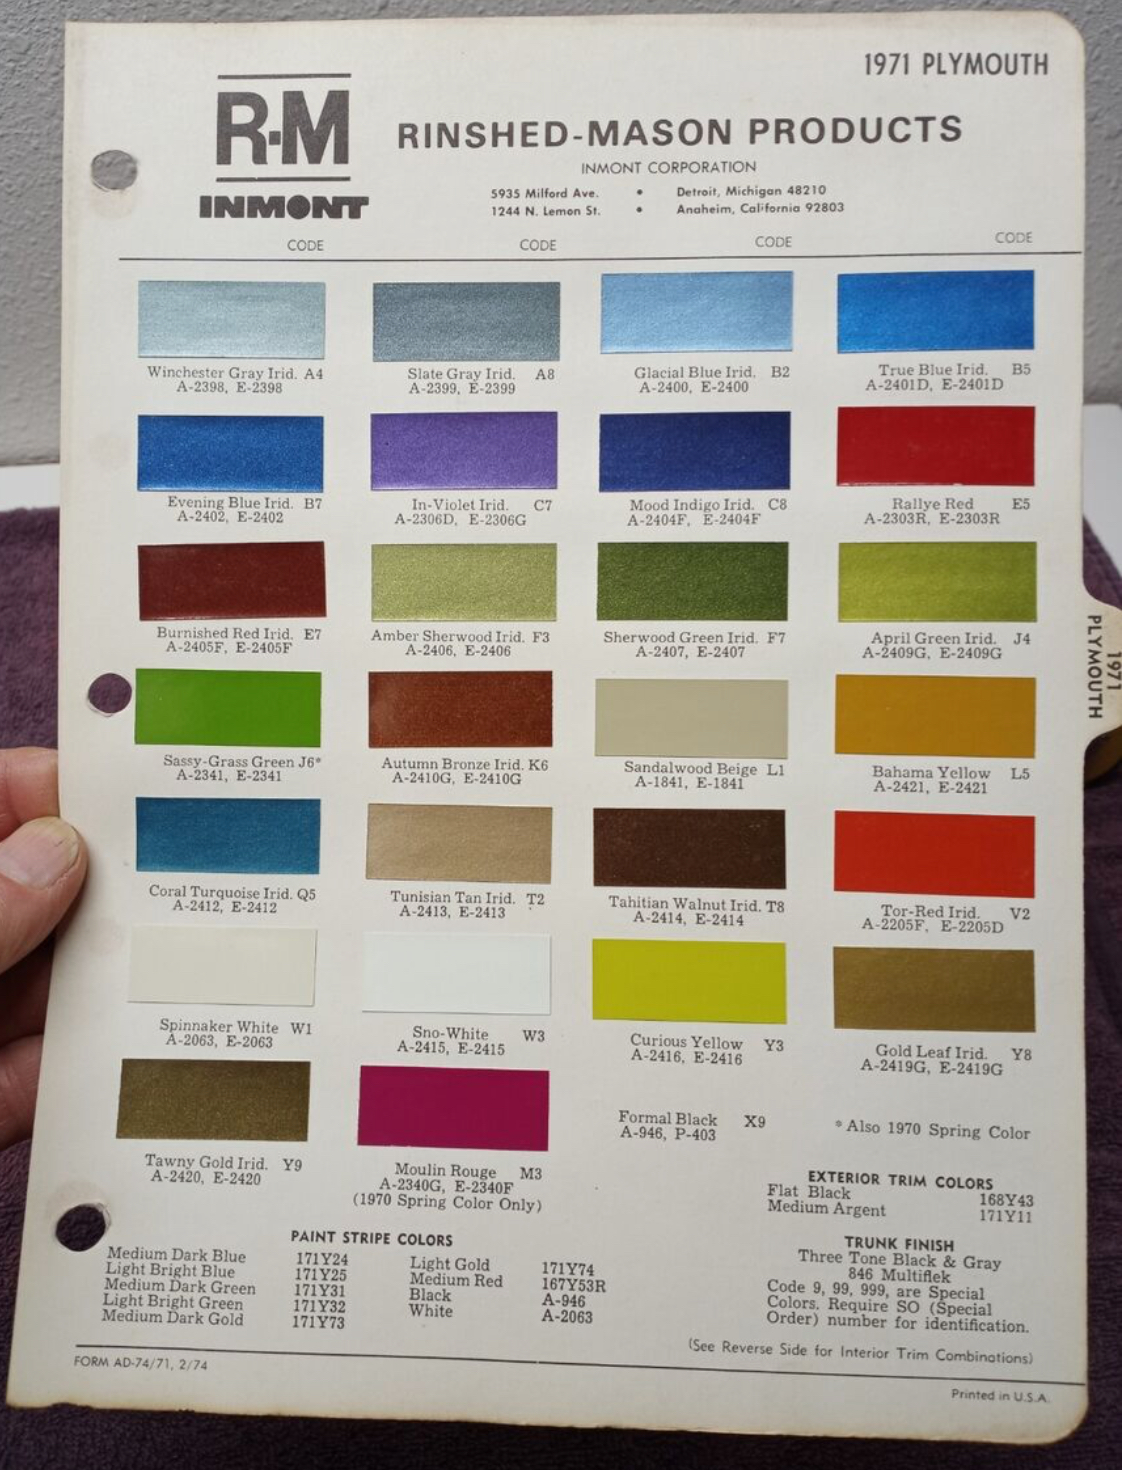 1971 PLYMOUTH
R-M
INMONT
RINSHED-MASON PRODUCTS
INMONT CORPORATION
5935 Milford Ave. • Detroit, Michigan 48210
1244 N. Lemon St. • Anaheim, California 92803
CODE CODE CODE CODE
Winchester Gray Irid. A4
A-2398, E-2398
Slate Gray Irid. A8
A-2399, E-2399
Glacial Blue Irid. B2
A-2400, E-2400
True Blue Irid. B5
A-2401D, E-2401D
Evening Blue Irid. B7
A-2402, E-2402
In-Violet Irid. C7
A-2306D, E-2306G
Mood Indigo Irid. C8
A-2404F, E-2404F
Rallye Red E5
A-2303R, E-2303R
Burnished Red Irid. E7
A-2405F, E-2405F
Amber Sherwood Irid. F3
A-2406, E-2406
Sherwood Green Irid. F7
A-2407, E-2407
April Green Irid. J4
A-2409G, E-2409G
1971
PLYMOUTH
Sassy-Grass Green J6*
A-2341, E-2341
Autumn Bronze Irid. K6
A-2410G, E-2410G
Sandalwood Beige L1
A-1841, E-1841
Bahama Yellow L5
A-2421, E-2421
Coral Turquoise Irid. Q5
A-2412, E-2412
Tunisian Tan Irid. T2
A-2413, E-2413
Tahitian Walnut Irid. T8
A-2414, E-2414
Tor-Red Irid. V2
A-2205F, E-2205D
Spinnaker White W1
A-2063, E-2063
Sno-White W3
A-2415, E-2415
Curious Yellow Y3
A-2416, E-2416
Gold Leaf Irid. Y8
A-2419G, E-2419G
Tawny Gold Irid. Y9
A-2420, E-2420
Moulin Rouge M3
A-2340G, E-2340F
(1970 Spring Color Only)
Formal Black X9
A-946, P-403
* Also 1970 Spring Color
EXTERIOR TRIM COLORS
Flat Black 168Y43
Medium Argent 171Y11
PAINT STRIPE COLORS
Medium Dark Blue 171Y24
Light Bright Blue 171Y25
Medium Dark Green 171Y31
Light Bright Green 171Y32
Medium Dark Gold 171Y73
Light Gold 171Y74
Medium Red 167Y53R
Black A-946
White A-2063
TRUNK FINISH
Three Tone Black & Gray
846 Multiflek
Code 9, 99, 999, are Special
Colors. Require SO (Special
Order) number for identification.
(See Reverse Side for Interior Trim Combinations)
FORM AD-74/71, 2/74
Printed in U.S.A.